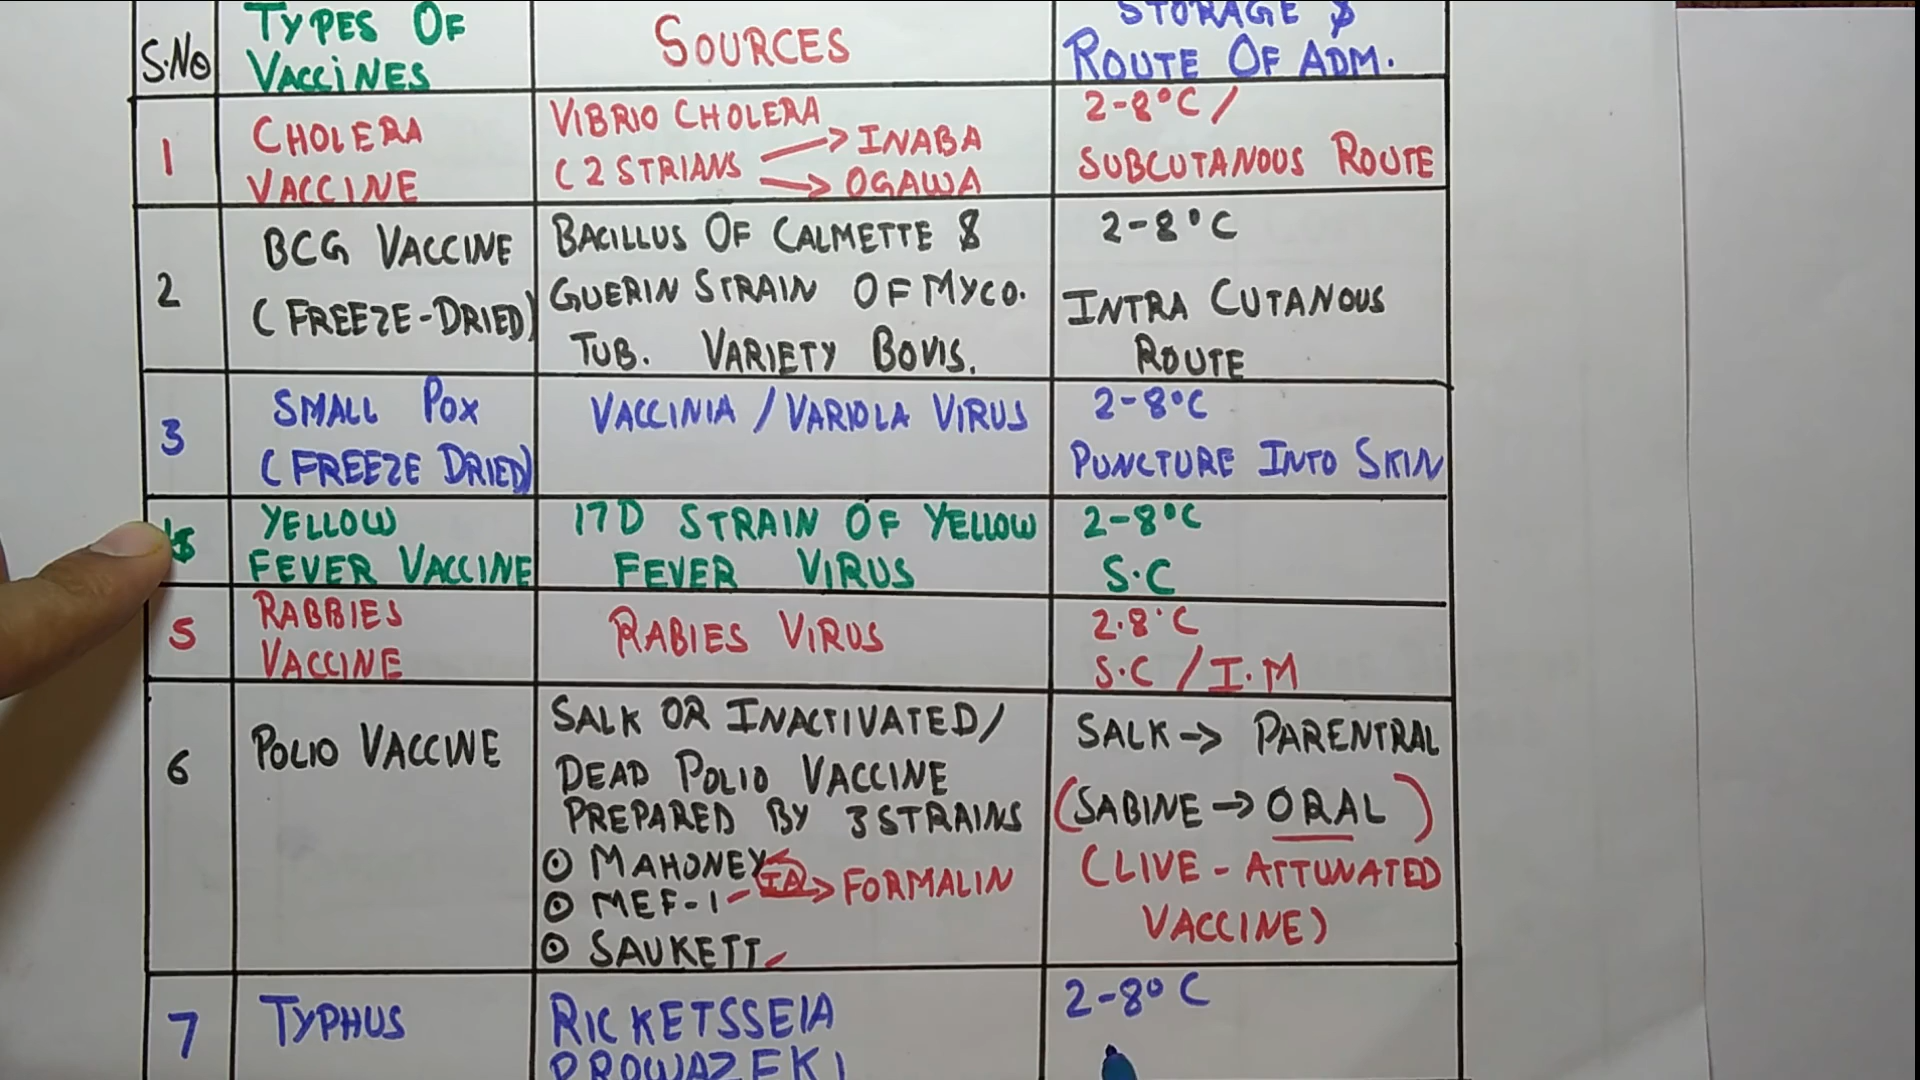 S.NO
TYPES OF
VACCINES
SOURCES
STORAGE &
ROUTE OF ADM.
1
CHOLERA
VACCINE
VIBRIO CHOLERA
(2 STRIANS
INABA
OGAWA
2-8°C/
SUBCUTANOUS ROUTE
2
BCG VACCINE
(FREEZE-DRIED)
BACILLUS OF CALMETTE &
GUERIN STRAIN OF MYCO.
TUB. VARIETY BOVIS.
2-8°C
INTRA CUTANOUS
ROUTE
3
SMALL POX
(FREEZE DRIED)
VACCINIA / VARIOLA VIRUS
2-8°C
PUNCTURE INTO SKIN
YELLOW
FEVER VACCINE
17D STRAIN OF YELLOW
FEVER VIRUS
2-8°C
S.C
5
RABBIES
VACCINE
RABIES VIRUS
2.8°C
S.C / I.M
6
POLIO VACCINE
SALK OR INACTIVATED/
DEAD POLIO VACCINE
PREPARED BY 3 STRAINS
MAHONEY
MEF-1
IA → FORMALIN
SAUKETT
SALK → PARENTRAL
(SABINE → ORAL)
(LIVE - ATTUNATED
VACCINE)
7
TYPHUS
RICKETSSEIA
PROWAZEKI
2-8°C